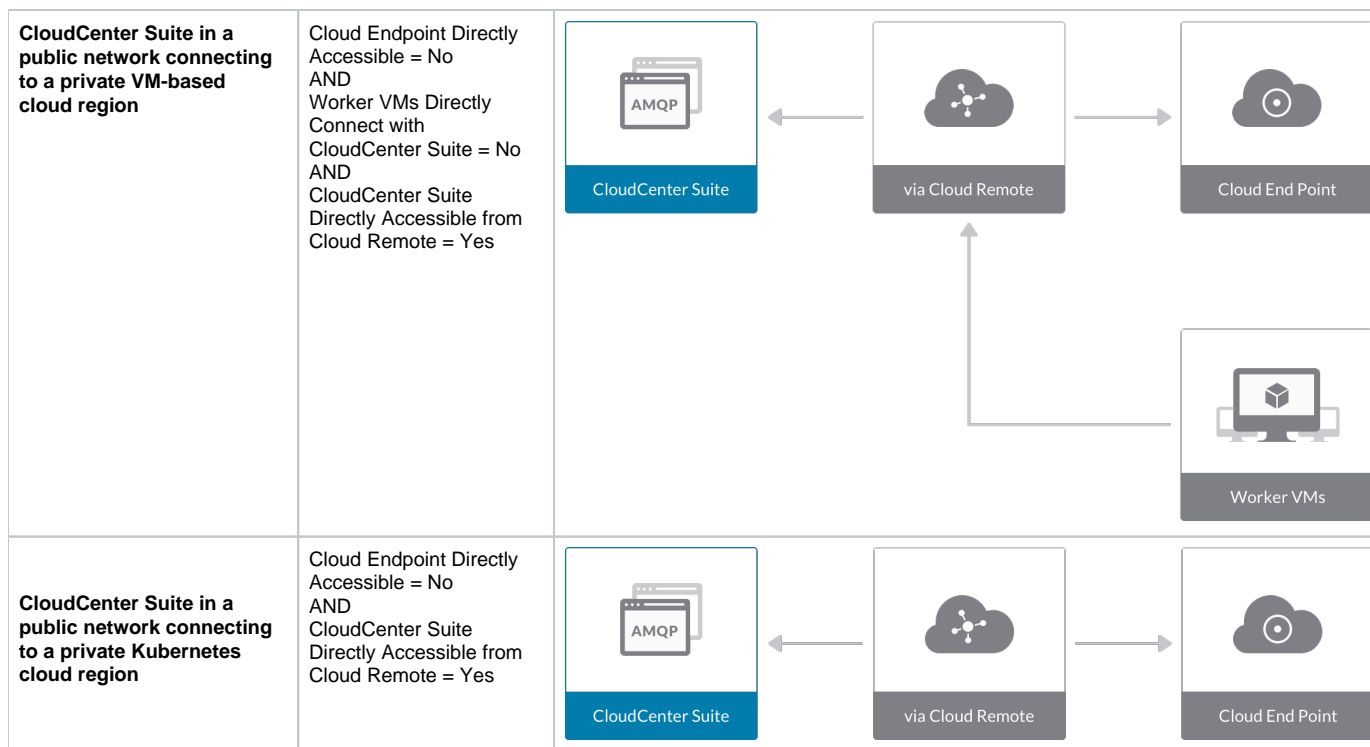 CloudCenter Suite in a
public network connecting
to a private VM-based
cloud region
Cloud Endpoint Directly
Accessible = No
AND
Worker VMs Directly
Connect with
CloudCenter Suite = No
AND
CloudCenter Suite
Directly Accessible from
Cloud Remote = Yes
AMQP
CloudCenter Suite
via Cloud Remote
Cloud End Point
Worker VMs
CloudCenter Suite in a
public network connecting
to a private Kubernetes
cloud region
Cloud Endpoint Directly
Accessible = No
AND
CloudCenter Suite
Directly Accessible from
Cloud Remote = Yes
AMQP
CloudCenter Suite
via Cloud Remote
Cloud End Point